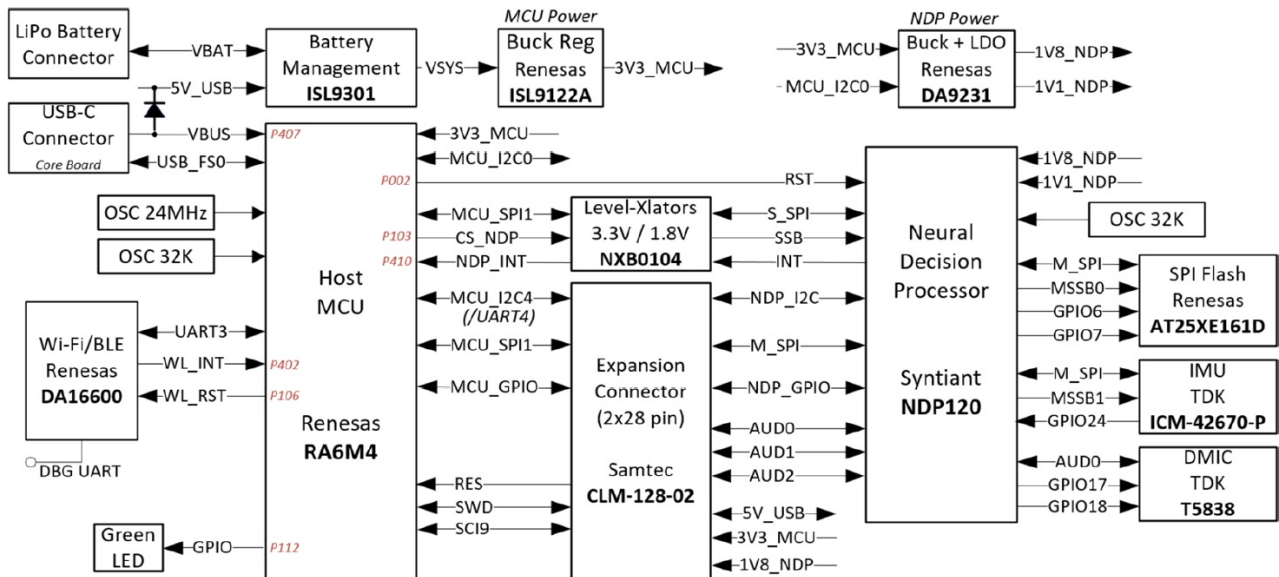 MCU Power
NDP Power
LiPo Battery
Connector
VBAT
Battery
Management
ISL9301
VSYS
Buck Reg
Renesas
ISL9122A
3V3_MCU
3V3_MCU
MCU_I2C0
Buck + LDO
Renesas
DA9231
1V8_NDP
1V1_NDP
5V_USB
USB-C
Connector
Core Board
VBUS
USB_FS0
P407
3V3_MCU
MCU_I2C0
P002
RST
1V8_NDP
1V1_NDP
OSC 24MHz
OSC 32K
P103
P410
MCU_SPI1
CS_NDP
NDP_INT
Level-Xlators
3.3V / 1.8V
NXB0104
S_SPI
SSB
INT
OSC 32K
Host
MCU
Renesas
RA6M4
Neural
Decision
Processor
Syntiant
NDP120
M_SPI
MSSB0
GPIO6
GPIO7
SPI Flash
Renesas
AT25XE161D
MCU_I2C4
(/UART4)
MCU_SPI1
MCU_GPIO
Expansion
Connector
(2x28 pin)
Samtec
CLM-128-02
NDP_I2C
M_SPI
NDP_GPIO
AUD0
AUD1
AUD2
Wi-Fi/BLE
Renesas
DA16600
UART3
WL_INT
WL_RST
P402
P106
DBG UART
M_SPI
MSSB1
GPIO24
IMU
TDK
ICM-42670-P
AUD0
GPIO17
GPIO18
DMIC
TDK
T5838
RES
SWD
SCI9
5V_USB
3V3_MCU
1V8_NDP
Green
LED
GPIO
P112